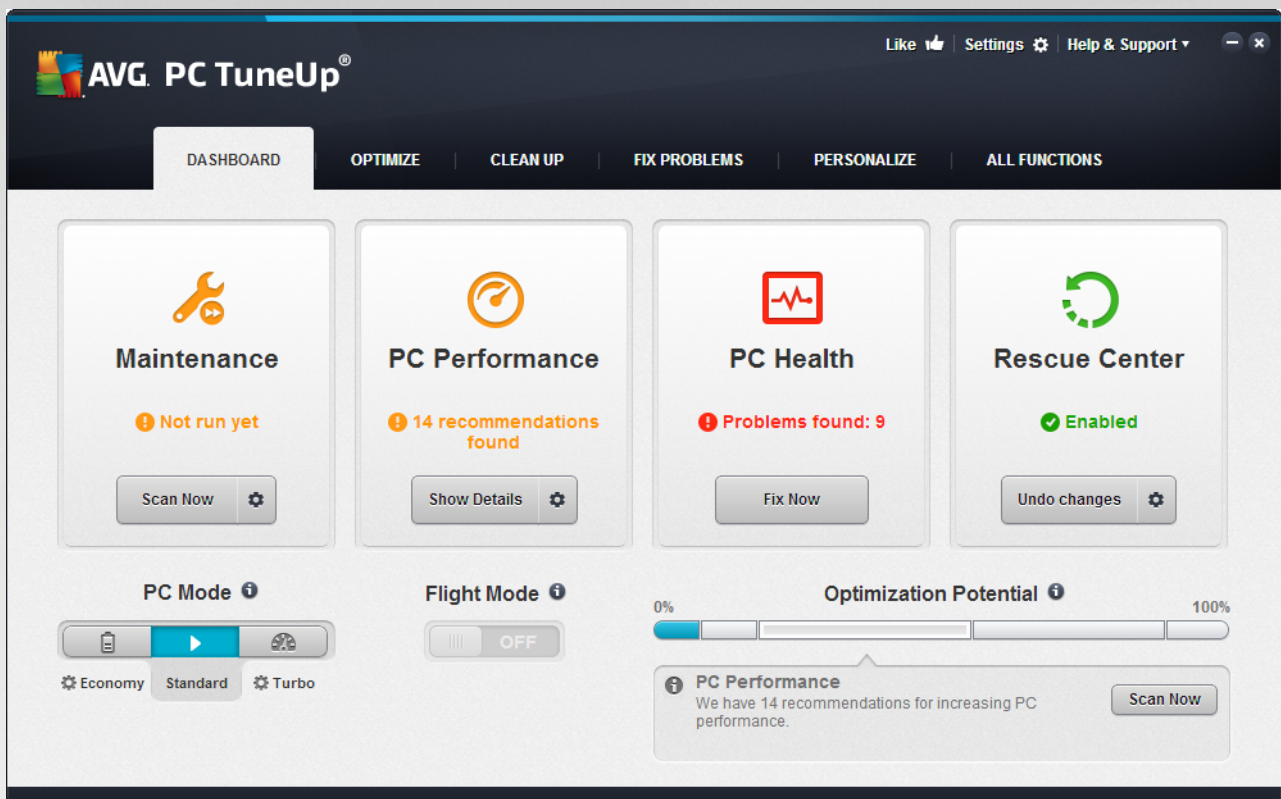 Like Settings Help & Support
AVG. PC TuneUp®
DASHBOARD OPTIMIZE CLEAN UP FIX PROBLEMS PERSONALIZE ALL FUNCTIONS
Maintenance
Not run yet
Scan Now
PC Performance
14 recommendations
found
Show Details
PC Health
Problems found: 9
Fix Now
Rescue Center
Enabled
Undo changes
PC Mode
Economy Standard Turbo
Flight Mode
OFF
Optimization Potential
0% 100%
PC Performance
We have 14 recommendations for increasing PC
performance.
Scan Now